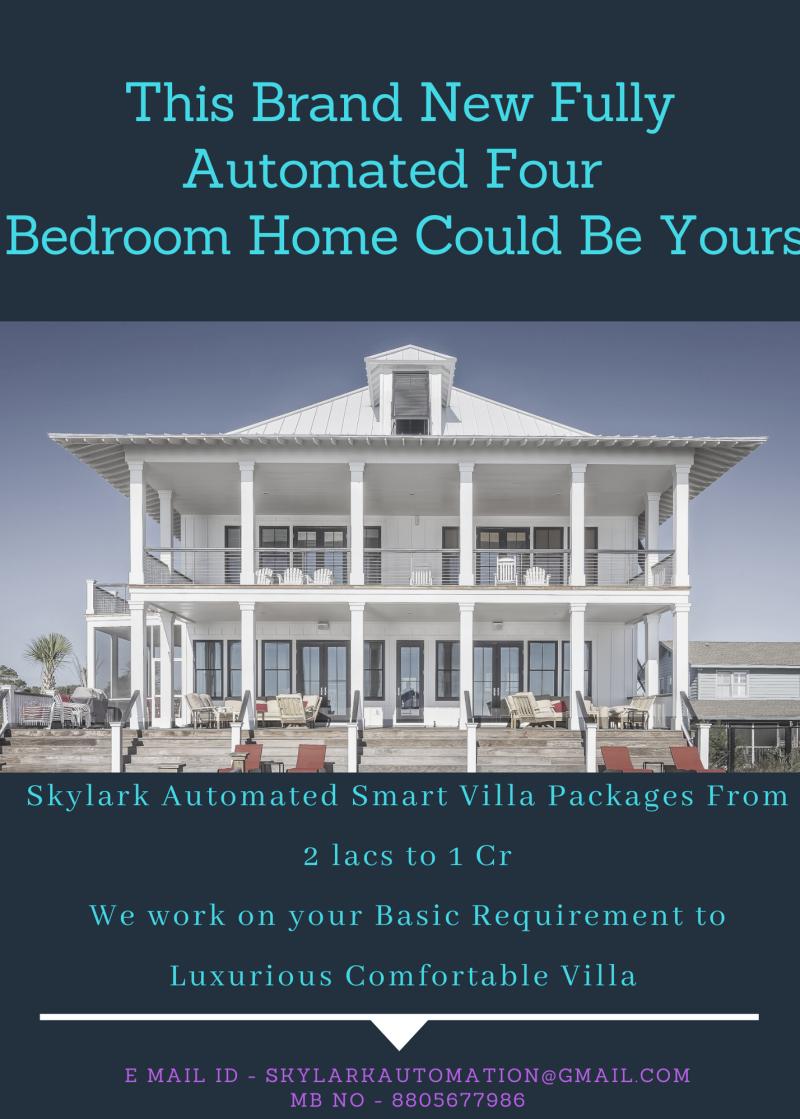 This Brand New Fully
Automated Four
Bedroom Home Could Be Yours
Skylark Automated Smart Villa Packages From
2 lacs to 1 Cr
We work on your Basic Requirement to
Luxurious Comfortable Villa
E MAIL ID - SKYLARKAUTOMATION@GMAIL.COM
MB NO - 8805677986